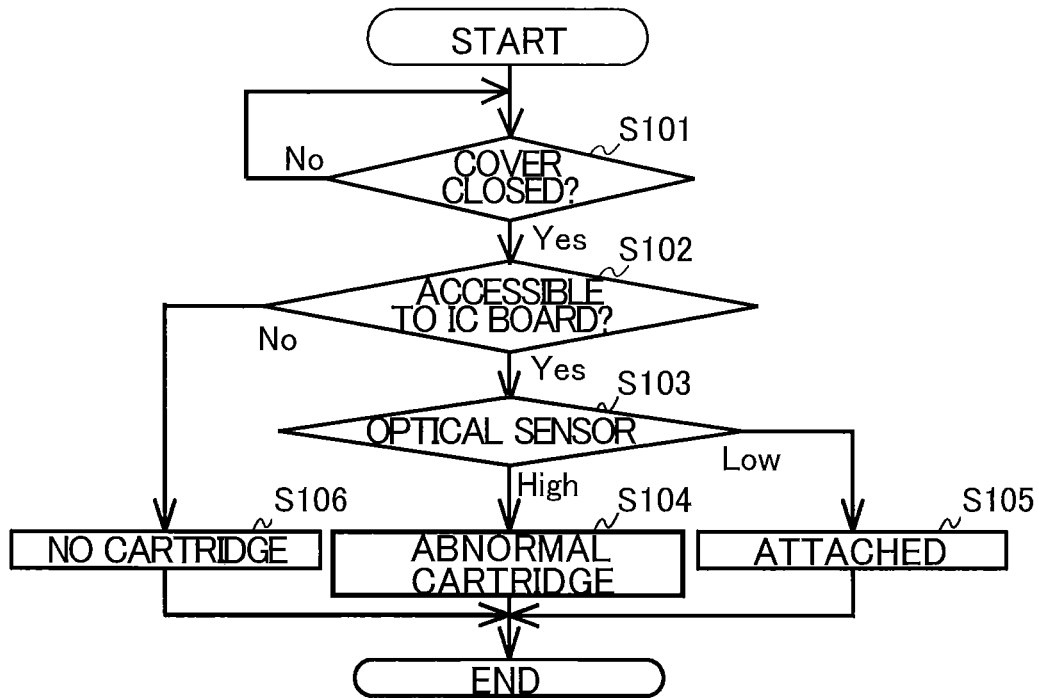 START
S101
No
COVER
CLOSED?
Yes
S102
ACCESSIBLE
TO IC BOARD?
No
Yes
S103
OPTICAL SENSOR
Low
High
S106
S104
S105
NO CARTRIDGE
ABNORMAL
CARTRIDGE
ATTACHED
END